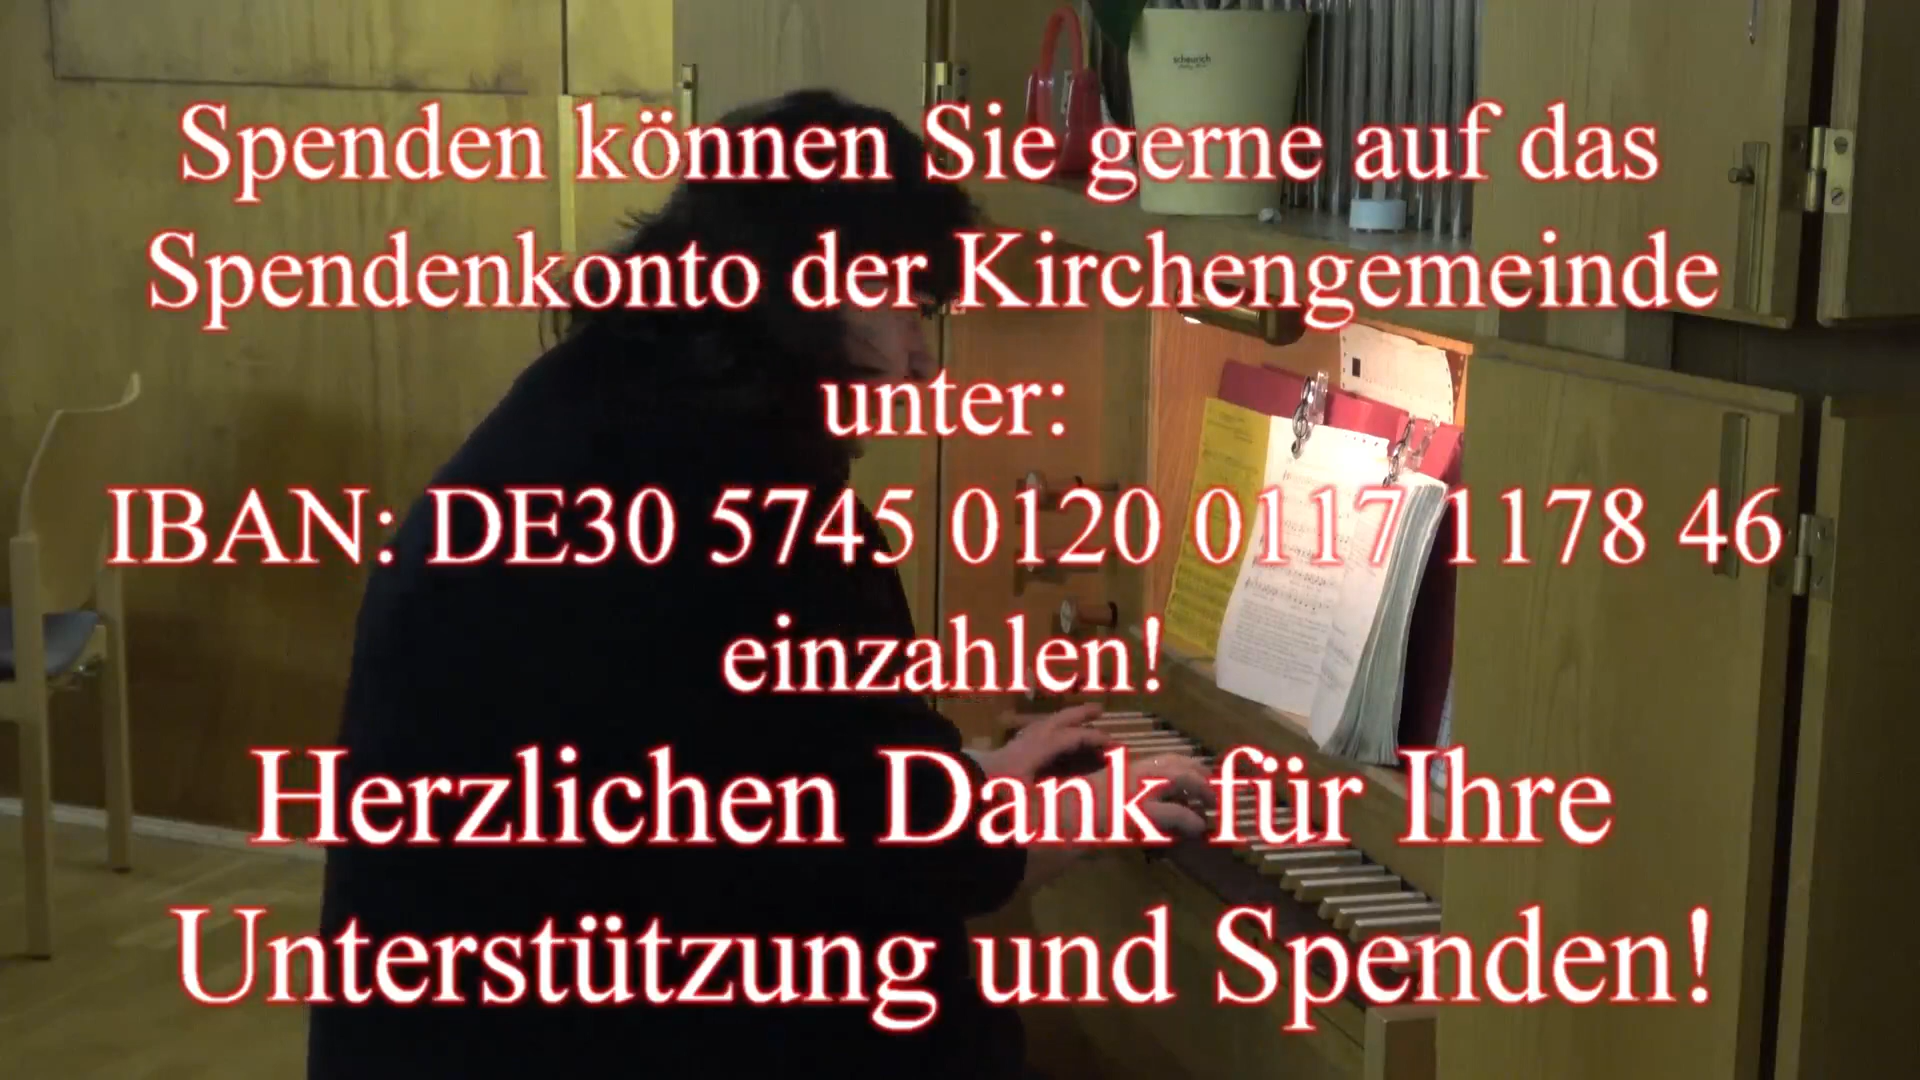 scheurich
Spenden können Sie gerne auf das
Spendenkonto der Kirchengemeinde
unter:
IBAN: DE30 5745 0120 0117 1178 46
einzahlen!
Herzlichen Dank für Ihre
Unterstützung und Spenden!